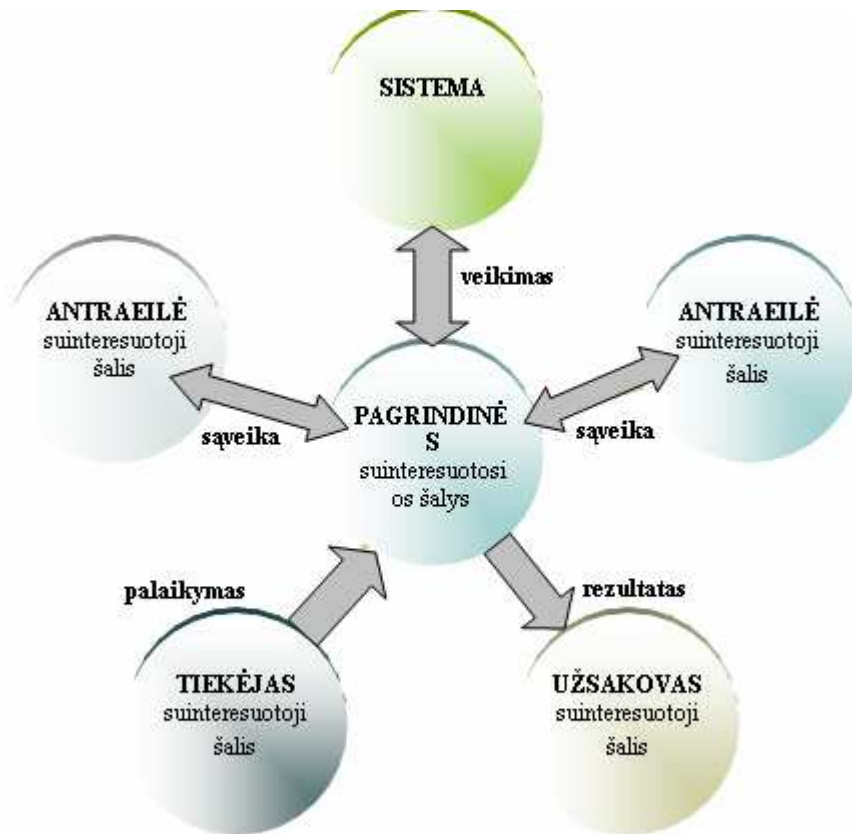 SISTEMA
veikimas
ANTRAEILĖ
suinteresuotoji
šalis
ANTRAEILĖ
suinteresuotoji
šalis
sąveika
PAGRINDINĖ
S
suinteresuotosi
os šalys
sąveika
palaikymas
rezultatas
TIEKĖJAS
suinteresuotoji
šalis
UŽSAKOVAS
suinteresuotoji
šalis